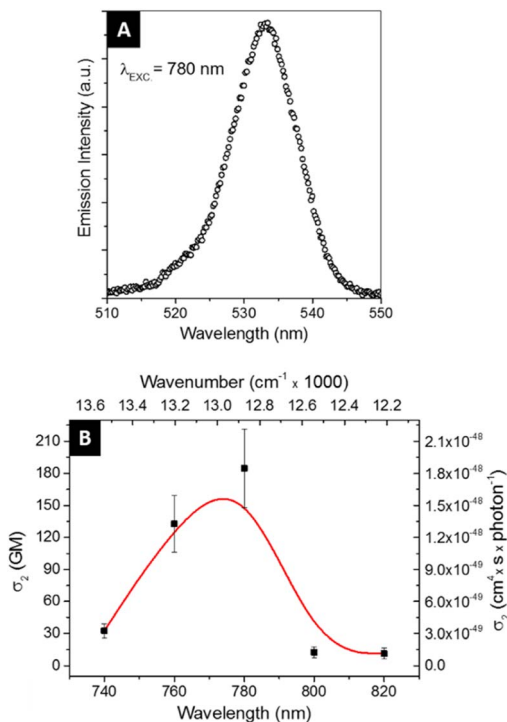 A
λEXC. = 780 nm
Emission Intensity (a.u.)
510 520 530 540 550
Wavelength (nm)
Wavenumber (cm⁻¹ x 1000)
13.6 13.4 13.2 13.0 12.8 12.6 12.4 12.2
B
210 2.1x10⁻⁴⁸
180 1.8x10⁻⁴⁸
150 1.5x10⁻⁴⁸
120 1.2x10⁻⁴⁸
90 9.0x10⁻⁴⁹
60 6.0x10⁻⁴⁹
30 3.0x10⁻⁴⁹
0 0.0
σ₂ (GM)
σ₂ (cm⁴ x s x photon⁻¹)
740 760 780 800 820
Wavelength (nm)